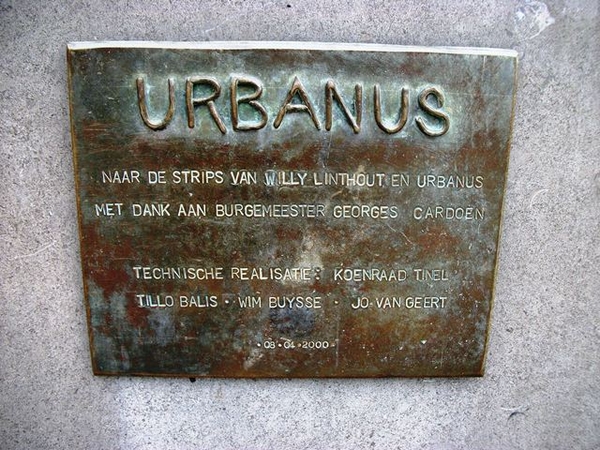 URBANUS
NAAR DE STRIPS VAN WILLY LINTHOUT EN URBANUS
MET DANK AAN BURGEMEESTER GEORGES CARDOEN
TECHNISCHE REALISATIE: KOENRAAD TINEL
TILLO BALIS · WIM BUYSSE · JO VAN GEERT
· 08·04·2000 ·